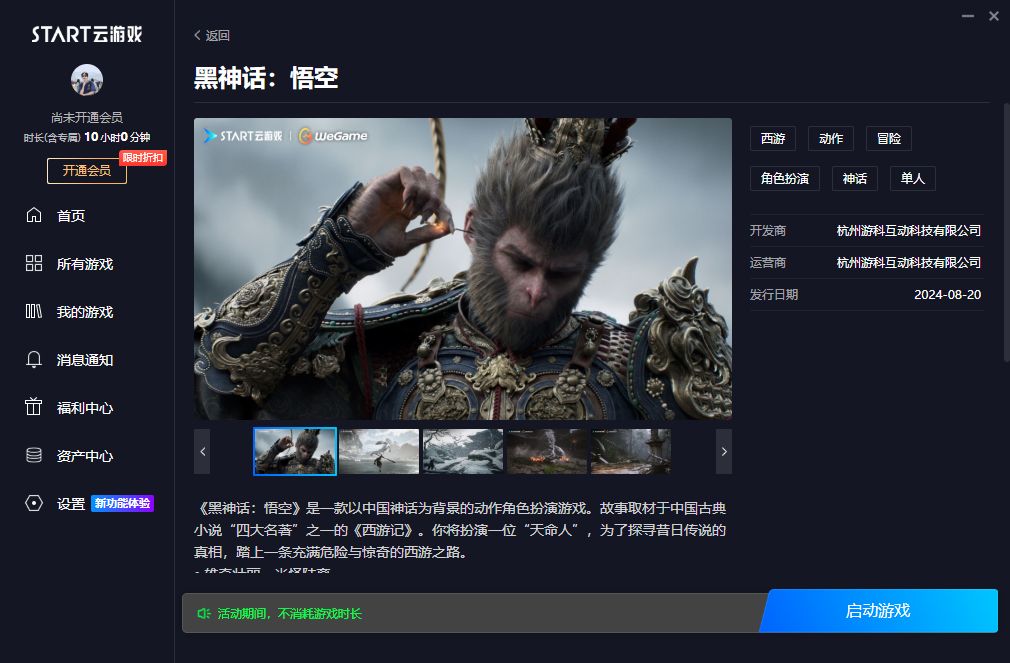 START云游戏
尚未开通会员
时长(含专属) 10小时0分钟
限时折扣
开通会员
首页
所有游戏
我的游戏
消息通知
福利中心
资产中心
设置 新功能体验
返回
黑神话：悟空
START云游戏 | WeGame
西游 动作 冒险
角色扮演 神话 单人
开发商 杭州游科互动科技有限公司
运营商 杭州游科互动科技有限公司
发行日期 2024-08-20
《黑神话：悟空》是一款以中国神话为背景的动作角色扮演游戏。故事取材于中国古典
小说“四大名著”之一的《西游记》。你将扮演一位“天命人”，为了探寻昔日传说的
真相，踏上一条充满危险与惊奇的西游之路。
活动期间，不消耗游戏时长
启动游戏